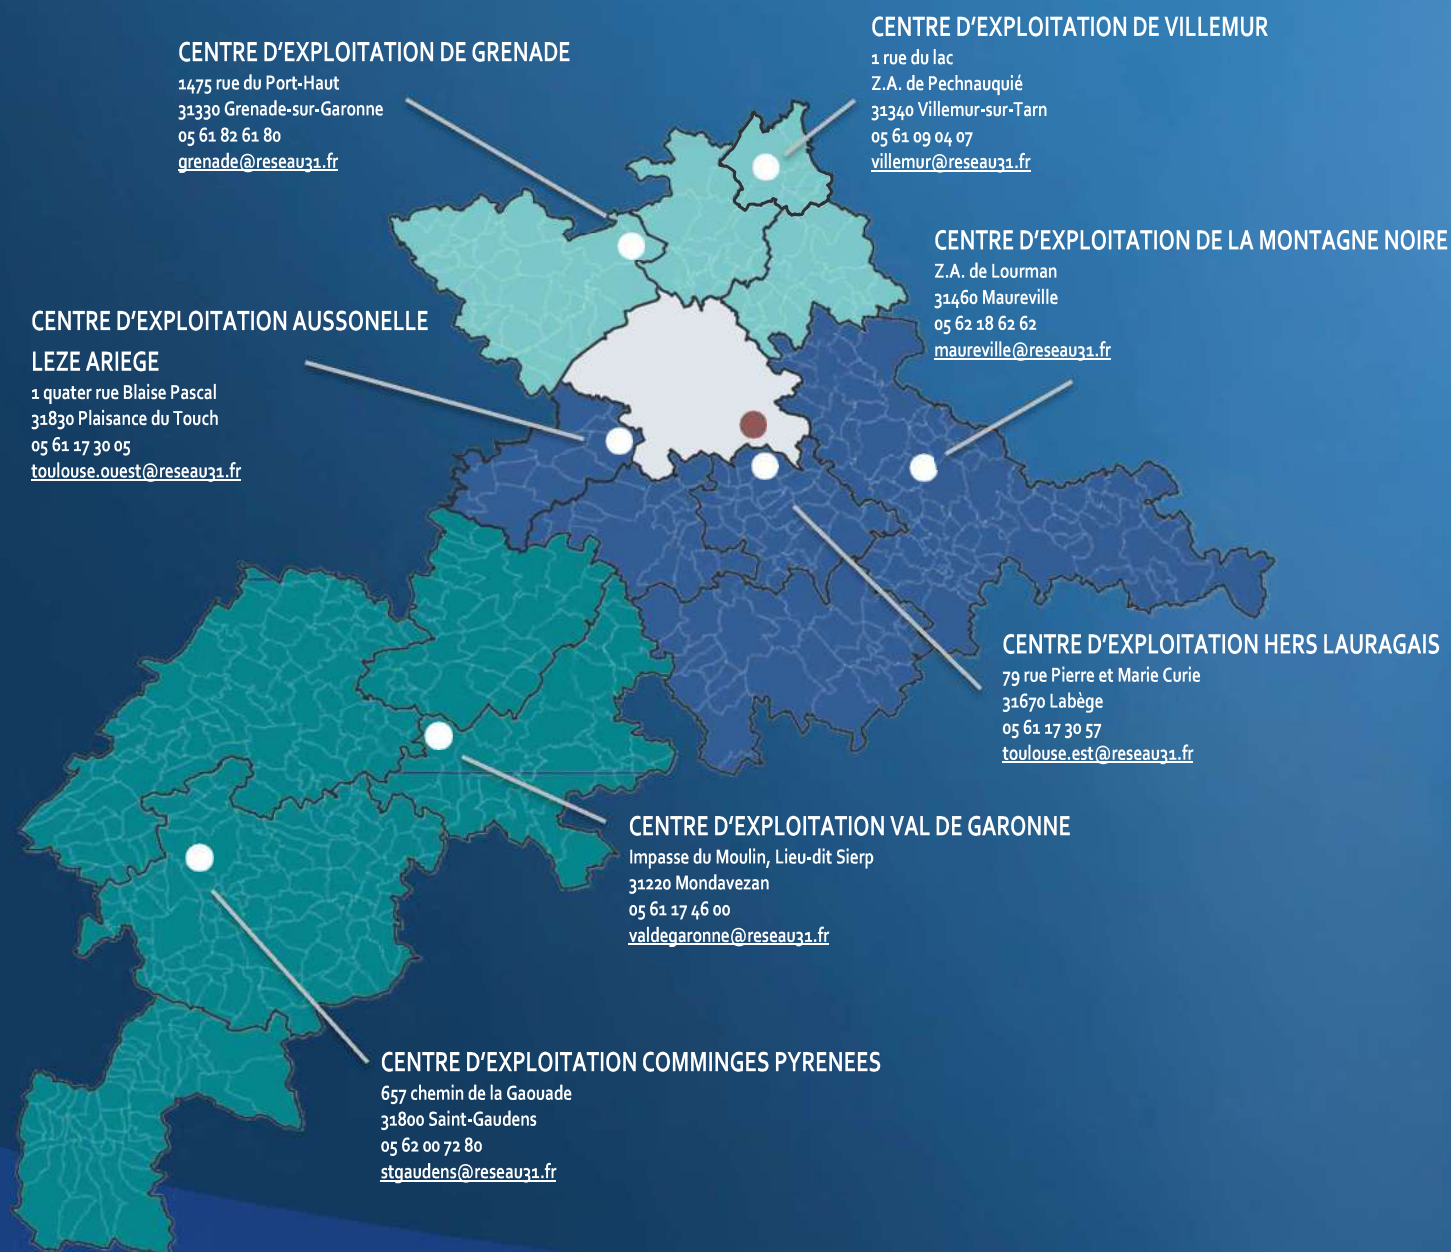 CENTRE D'EXPLOITATION DE GRENADE
1475 rue du Port-Haut
31330 Grenade-sur-Garonne
05 61 82 61 80
grenade@reseau31.fr
CENTRE D'EXPLOITATION DE VILLEMUR
1 rue du lac
Z.A. de Pechnauquié
31340 Villemur-sur-Tarn
05 61 09 04 07
villemur@reseau31.fr
CENTRE D'EXPLOITATION DE LA MONTAGNE NOIRE
Z.A. de Lourman
31460 Maureville
05 62 18 62 62
maureville@reseau31.fr
CENTRE D'EXPLOITATION AUSSONELLE
LEZE ARIEGE
1 quater rue Blaise Pascal
31830 Plaisance du Touch
05 61 17 30 05
toulouse.ouest@reseau31.fr
CENTRE D'EXPLOITATION HERS LAURAGAIS
79 rue Pierre et Marie Curie
31670 Labège
05 61 17 30 57
toulouse.est@reseau31.fr
CENTRE D'EXPLOITATION VAL DE GARONNE
Impasse du Moulin, Lieu-dit Sierp
31220 Mondavezan
05 61 17 46 00
valdegaronne@reseau31.fr
CENTRE D'EXPLOITATION COMMINGES PYRENEES
657 chemin de la Gaouade
31800 Saint-Gaudens
05 62 00 72 80
stgaudens@reseau31.fr